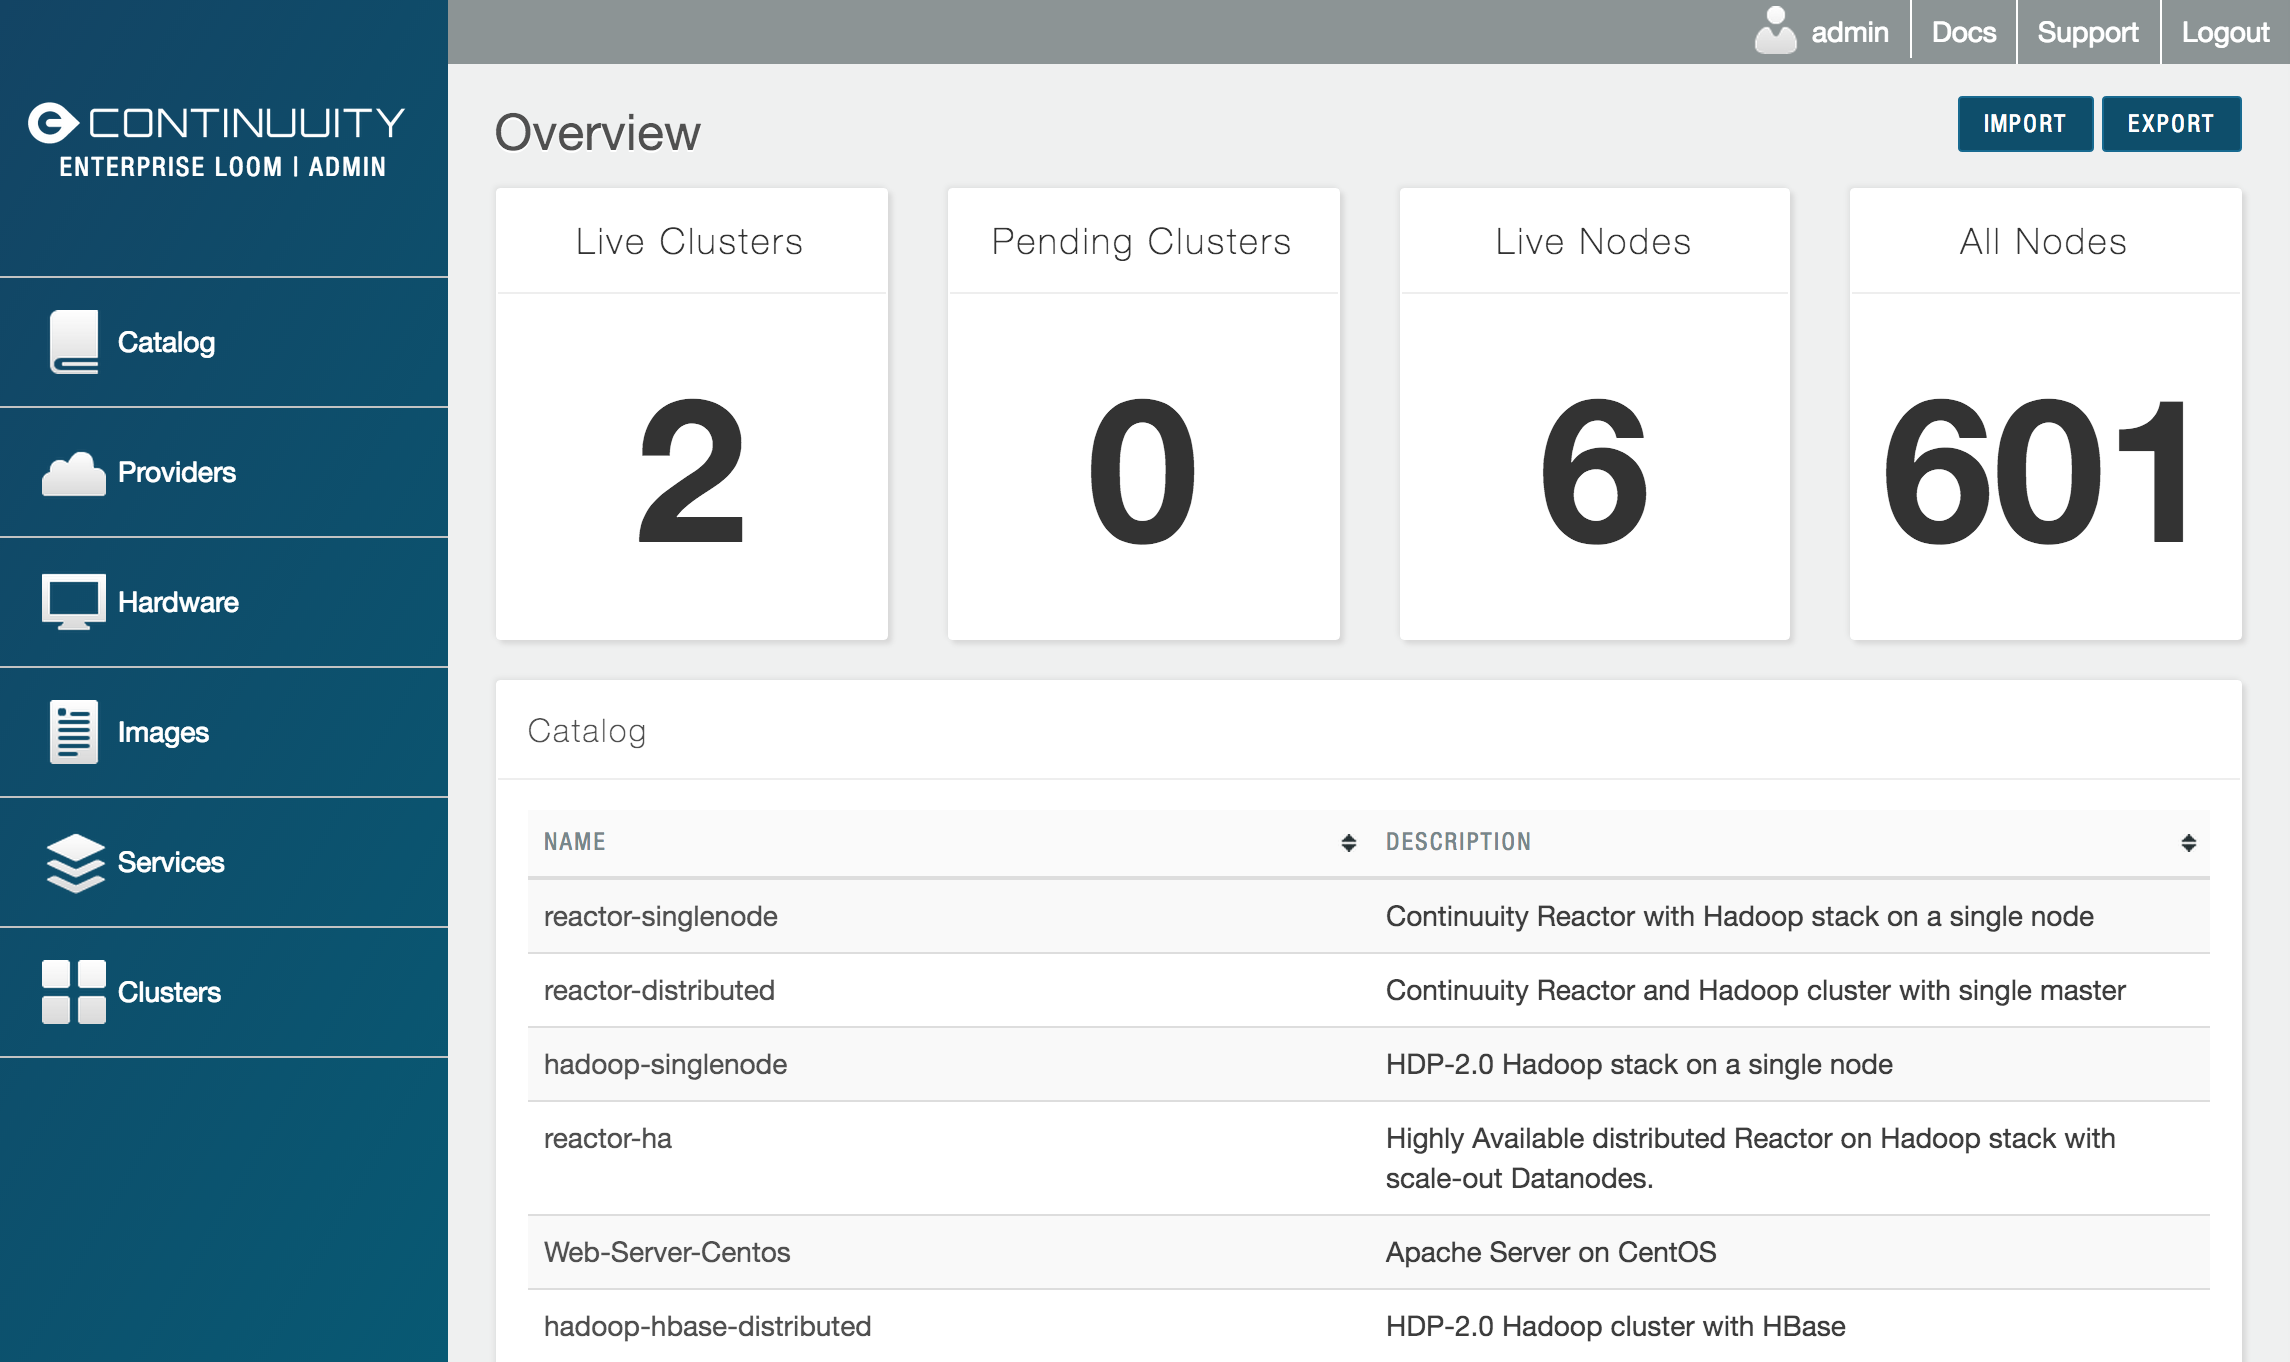 admin
Docs
Support
Logout
CONTINUUITY
ENTERPRISE LOOM | ADMIN
Catalog
Providers
Hardware
Images
Services
Clusters
Overview
IMPORT
EXPORT
Live Clusters
2
Pending Clusters
0
Live Nodes
6
All Nodes
601
Catalog
NAME
DESCRIPTION
reactor-singlenode
Continuuity Reactor with Hadoop stack on a single node
reactor-distributed
Continuuity Reactor and Hadoop cluster with single master
hadoop-singlenode
HDP-2.0 Hadoop stack on a single node
reactor-ha
Highly Available distributed Reactor on Hadoop stack with
scale-out Datanodes.
Web-Server-Centos
Apache Server on CentOS
hadoop-hbase-distributed
HDP-2.0 Hadoop cluster with HBase